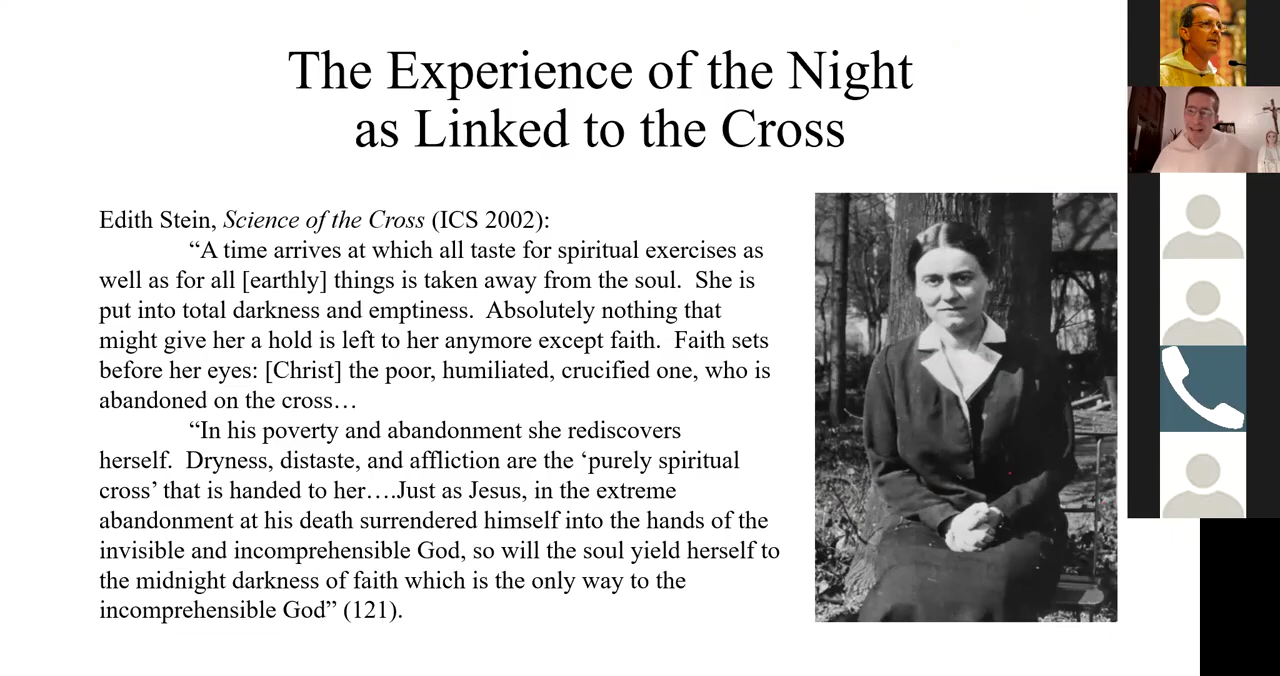 The Experience of the Night
as Linked to the Cross
Edith Stein, Science of the Cross (ICS 2002):
“A time arrives at which all taste for spiritual exercises as
well as for all [earthly] things is taken away from the soul.  She is
put into total darkness and emptiness.  Absolutely nothing that
might give her a hold is left to her anymore except faith.  Faith sets
before her eyes: [Christ] the poor, humiliated, crucified one, who is
abandoned on the cross…
“In his poverty and abandonment she rediscovers
herself.  Dryness, distaste, and affliction are the ‘purely spiritual
cross’ that is handed to her….Just as Jesus, in the extreme
abandonment at his death surrendered himself into the hands of the
invisible and incomprehensible God, so will the soul yield herself to
the midnight darkness of faith which is the only way to the
incomprehensible God” (121).